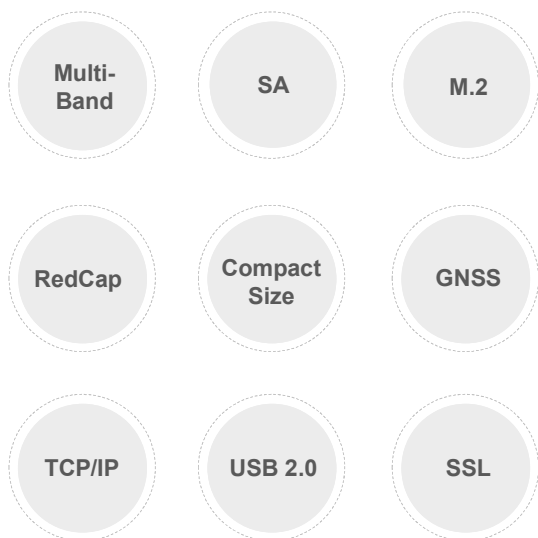 Multi-
Band
SA
M.2
RedCap
Compact
Size
GNSS
TCP/IP
USB 2.0
SSL